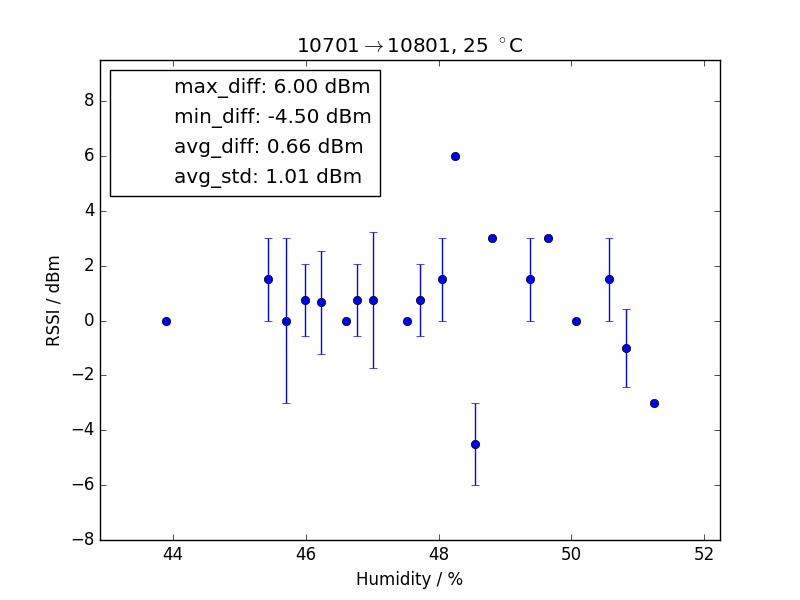 10701→10801, 25 °C
max_diff: 6.00 dBm
min_diff: -4.50 dBm
avg_diff: 0.66 dBm
avg_std: 1.01 dBm
8
6
4
2
0
−2
−4
−6
−8
RSSI / dBm
44 46 48 50 52
Humidity / %